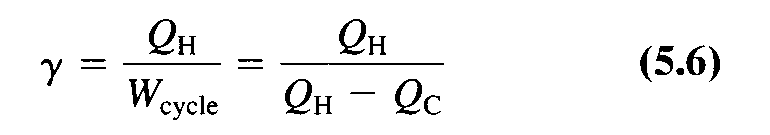 γ = Q_H / W_cycle = Q_H / (Q_H − Q_C) (5.6)